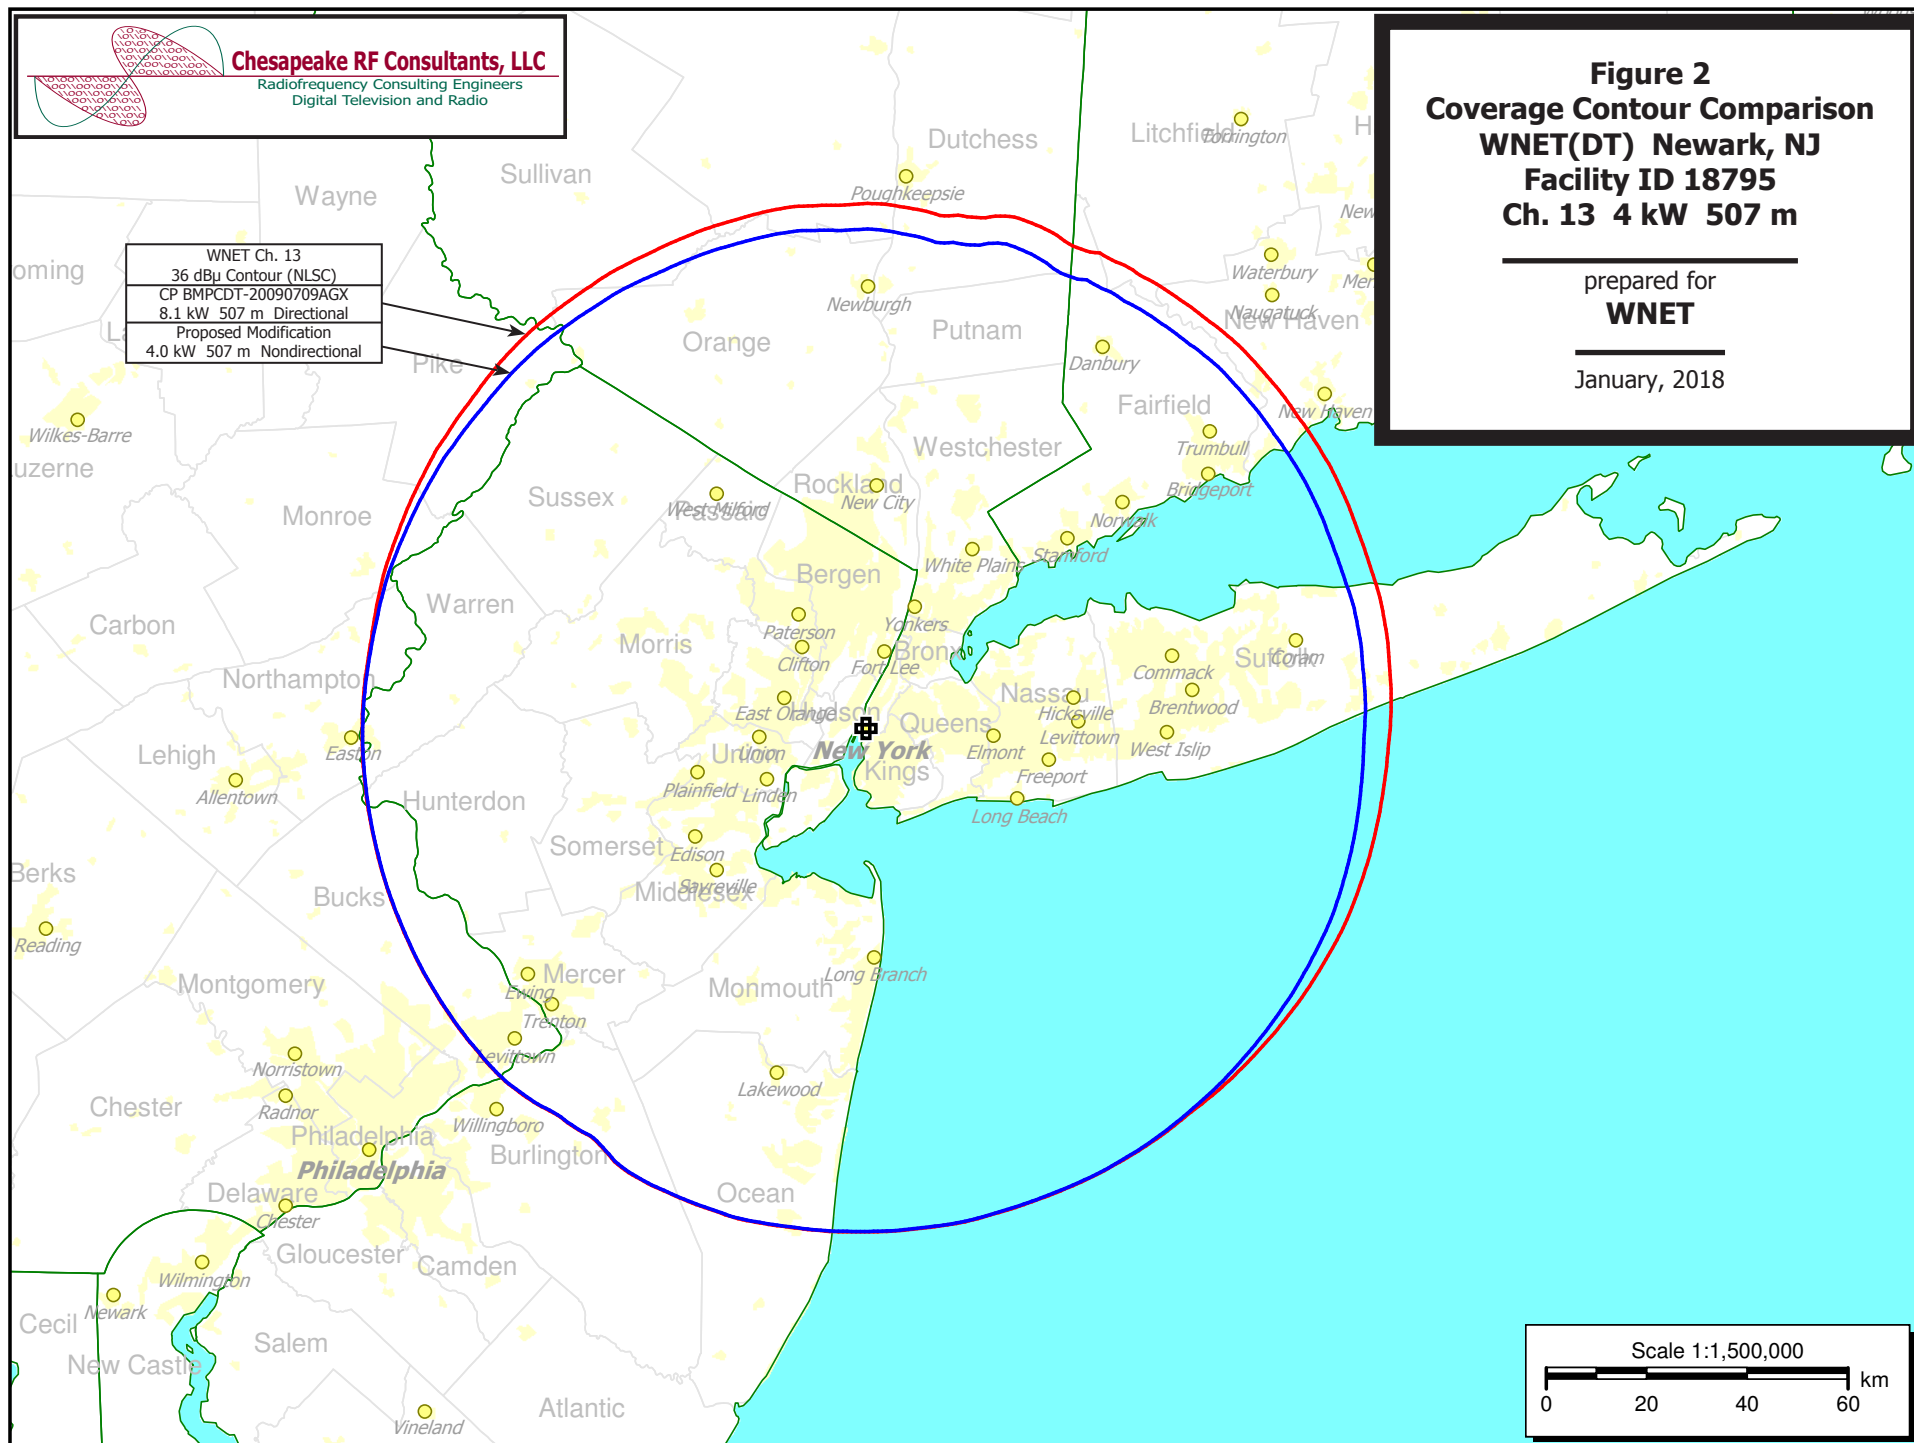 Chesapeake RF Consultants, LLC
Radiofrequency Consulting Engineers
Digital Television and Radio
Figure 2
Coverage Contour Comparison
WNET(DT) Newark, NJ
Facility ID 18795
Ch. 13 4 kW 507 m
prepared for
WNET
January, 2018
WNET Ch. 13
36 dBµ Contour (NLSC)
CP BMPCDT-20090709AGX
8.1 kW 507 m Directional
Proposed Modification
4.0 kW 507 m Nondirectional
Dutchess
Litchfield
Torrington
Sullivan
Wayne
Poughkeepsie
Waterbury
Naugatuck
New Haven
Newburgh
Putnam
Orange
Danbury
Pike
Fairfield
New Haven
Wilkes-Barre
Westchester
Trumbull
Bridgeport
Rockland
New City
Sussex
West Milford
Passaic
Norwalk
Monroe
Stamford
White Plains
Bergen
Warren
Carbon
Paterson
Yonkers
Morris
Clifton
Fort Lee
Bronx
Commack
Suffolk
Coram
Northampton
Nassau
East Orange
Hudson
Queens
Hicksville
Brentwood
Levittown
West Islip
Lehigh
Easton
Union
Union
New York
Elmont
Kings
Freeport
Allentown
Plainfield
Linden
Hunterdon
Long Beach
Somerset
Edison
Berks
Sayreville
Middlesex
Bucks
Reading
Mercer
Long Branch
Montgomery
Ewing
Monmouth
Trenton
Levittown
Norristown
Lakewood
Chester
Radnor
Willingboro
Philadelphia
Burlington
Philadelphia
Delaware
Ocean
Chester
Gloucester
Camden
Wilmington
Newark
Cecil
Salem
New Castle
Atlantic
Vineland
Scale 1:1,500,000
km
0 20 40 60